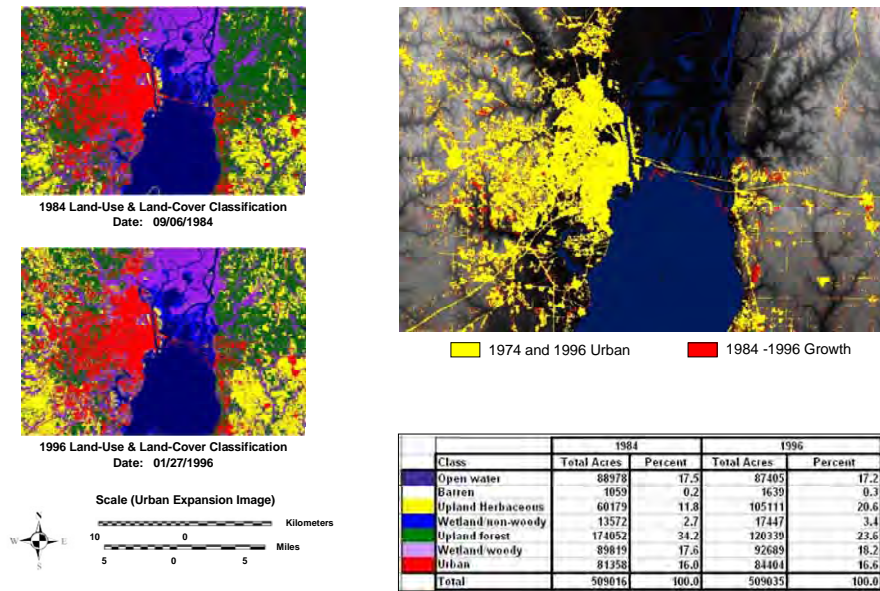 1984 Land-Use & Land-Cover Classification
Date: 09/06/1984
1996 Land-Use & Land-Cover Classification
Date: 01/27/1996
Scale (Urban Expansion Image)
N
W E
S
Kilometers
10 0
Miles
5 0 5
1974 and 1996 Urban 1984 -1996 Growth
1984 1996
Class Total Acres Percent Total Acres Percent
Open water 88978 17.5 87405 17.2
Barren 1059 0.2 1639 0.3
Upland Herbaceous 60179 11.8 105111 20.6
Wetland/non-woody 13572 2.7 17447 3.4
Upland forest 174052 34.2 120339 23.6
Wetland/woody 89819 17.6 92689 18.2
Urban 81358 16.0 84404 16.6
Total 509016 100.0 509035 100.0